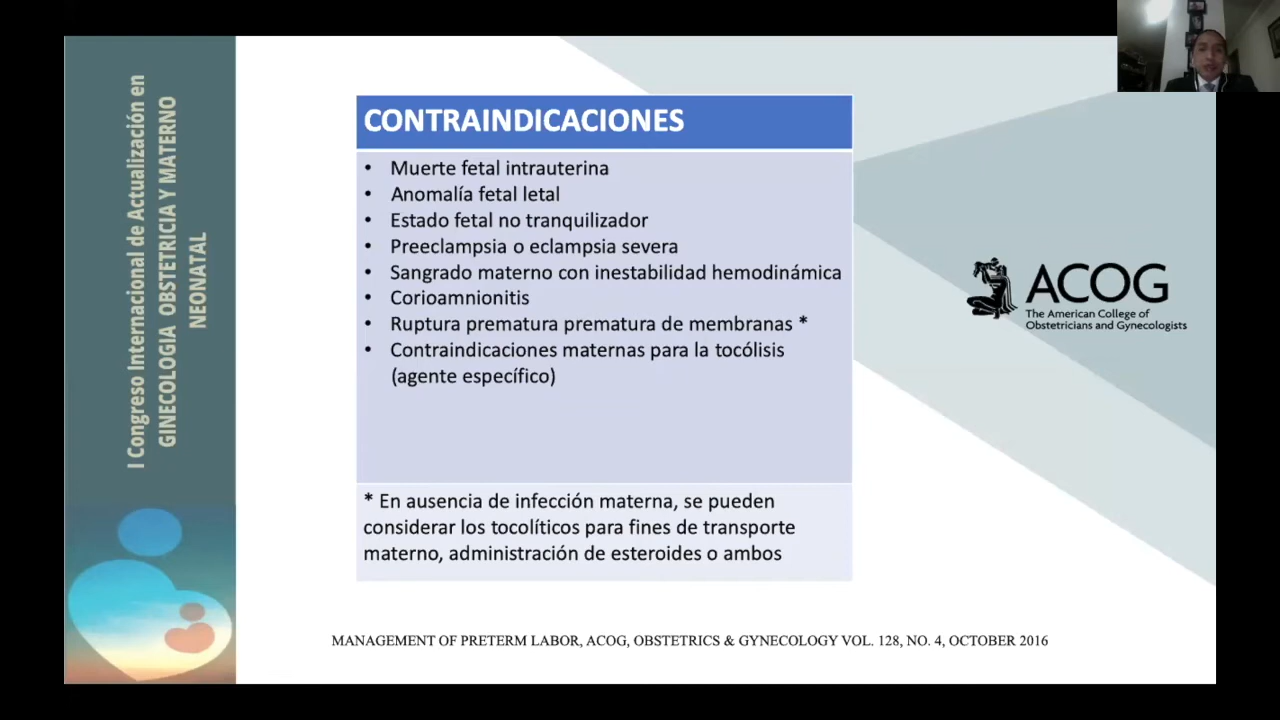 I Congreso Internacional de Actualización en
GINECOLOGIA OBSTETRICIA Y MATERNO
NEONATAL
CONTRAINDICACIONES
• Muerte fetal intrauterina
• Anomalía fetal letal
• Estado fetal no tranquilizador
• Preeclampsia o eclampsia severa
• Sangrado materno con inestabilidad hemodinámica
• Corioamnionitis
• Ruptura prematura prematura de membranas *
• Contraindicaciones maternas para la tocólisis
(agente específico)
* En ausencia de infección materna, se pueden
considerar los tocolíticos para fines de transporte
materno, administración de esteroides o ambos
ACOG
The American College of
Obstetricians and Gynecologists
MANAGEMENT OF PRETERM LABOR, ACOG, OBSTETRICS & GYNECOLOGY VOL. 128, NO. 4, OCTOBER 2016